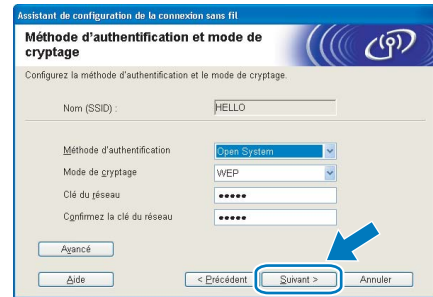 Assistant de configuration de la connexion sans fil
Méthode d'authentification et mode de
cryptage
Configurez la méthode d'authentification et le mode de cryptage.
Nom (SSID) : HELLO
Méthode d'authentification Open System
Mode de cryptage WEP
Clé du réseau •••••
Confirmez la clé du réseau •••••
Avancé
Aide < Précédent Suivant > Annuler